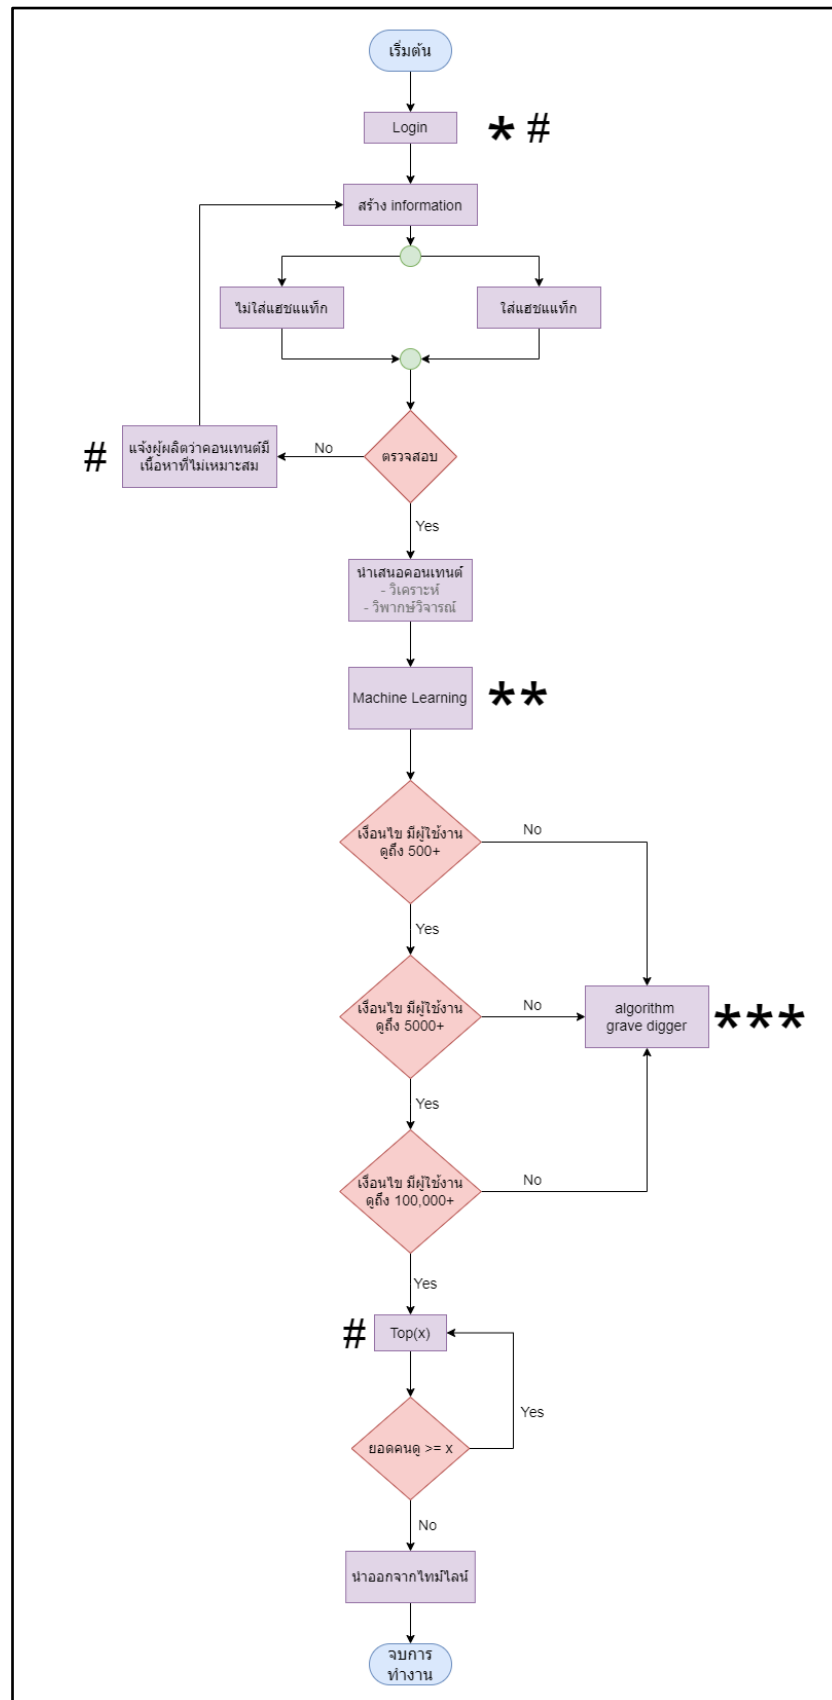 เริ่มต้น
Login
* #
สร้าง information
ไม่ใส่แฮชแแท็ก
ใส่แฮชแแท็ก
#
แจ้งผู้ผลิตว่าคอนเทนต์มี
เนื้อหาที่ไม่เหมาะสม
No
ตรวจสอบ
Yes
นำเสนอคอนเทนต์
- วิเคราะห์
- วิพากษ์วิจารณ์
Machine Learning
**
เงื่อนไข มีผู้ใช้งาน
ดูถึง 500+
No
Yes
เงื่อนไข มีผู้ใช้งาน
ดูถึง 5000+
No
algorithm
grave digger
***
Yes
เงื่อนไข มีผู้ใช้งาน
ดูถึง 100,000+
No
Yes
#
Top(x)
Yes
ยอดคนดู >= x
No
นำออกจากไทม์ไลน์
จบการ
ทำงาน